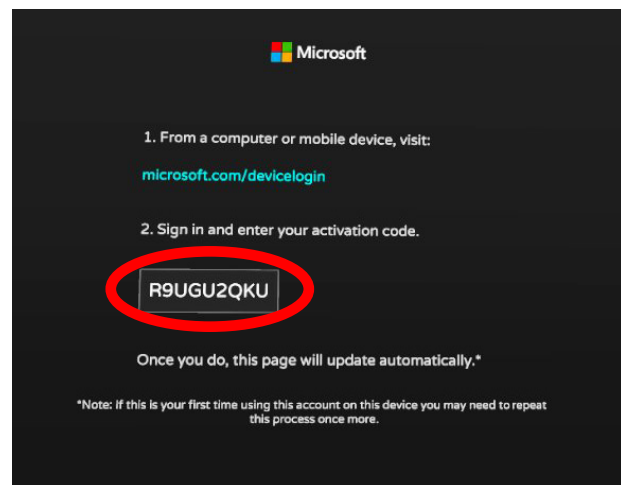 Microsoft
1. From a computer or mobile device, visit:
microsoft.com/devicelogin
2. Sign in and enter your activation code.
R9UGU2QKU
Once you do, this page will update automatically.*
*Note: If this is your first time using this account on this device you may need to repeat
this process once more.